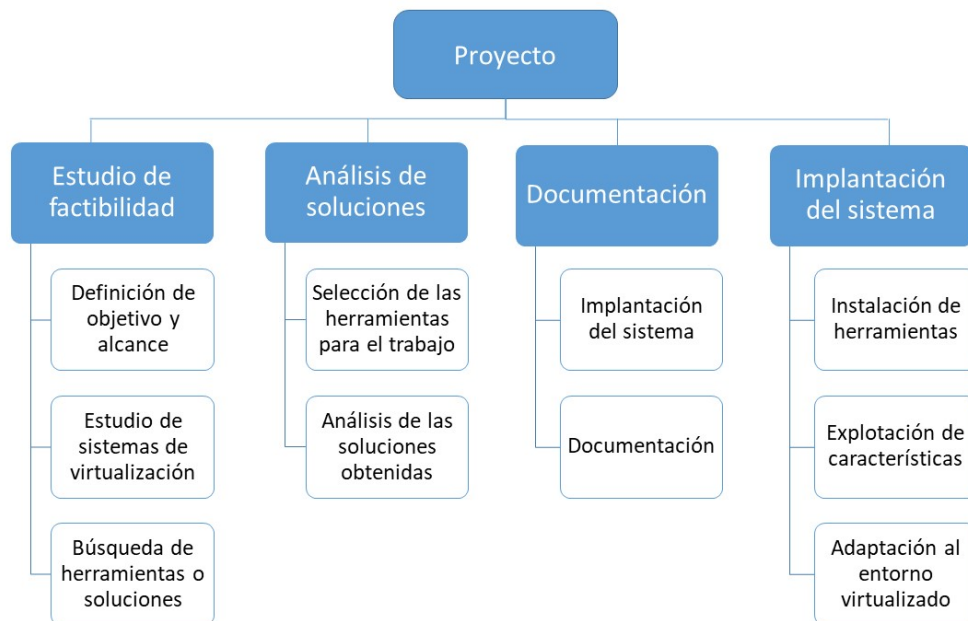 Proyecto
Estudio de
factibilidad
Definición de
objetivo y
alcance
Estudio de
sistemas de
virtualización
Búsqueda de
herramientas o
soluciones
Análisis de
soluciones
Selección de las
herramientas
para el trabajo
Análisis de las
soluciones
obtenidas
Documentación
Implantación
del sistema
Documentación
Implantación
del sistema
Instalación de
herramientas
Explotación de
características
Adaptación al
entorno
virtualizado